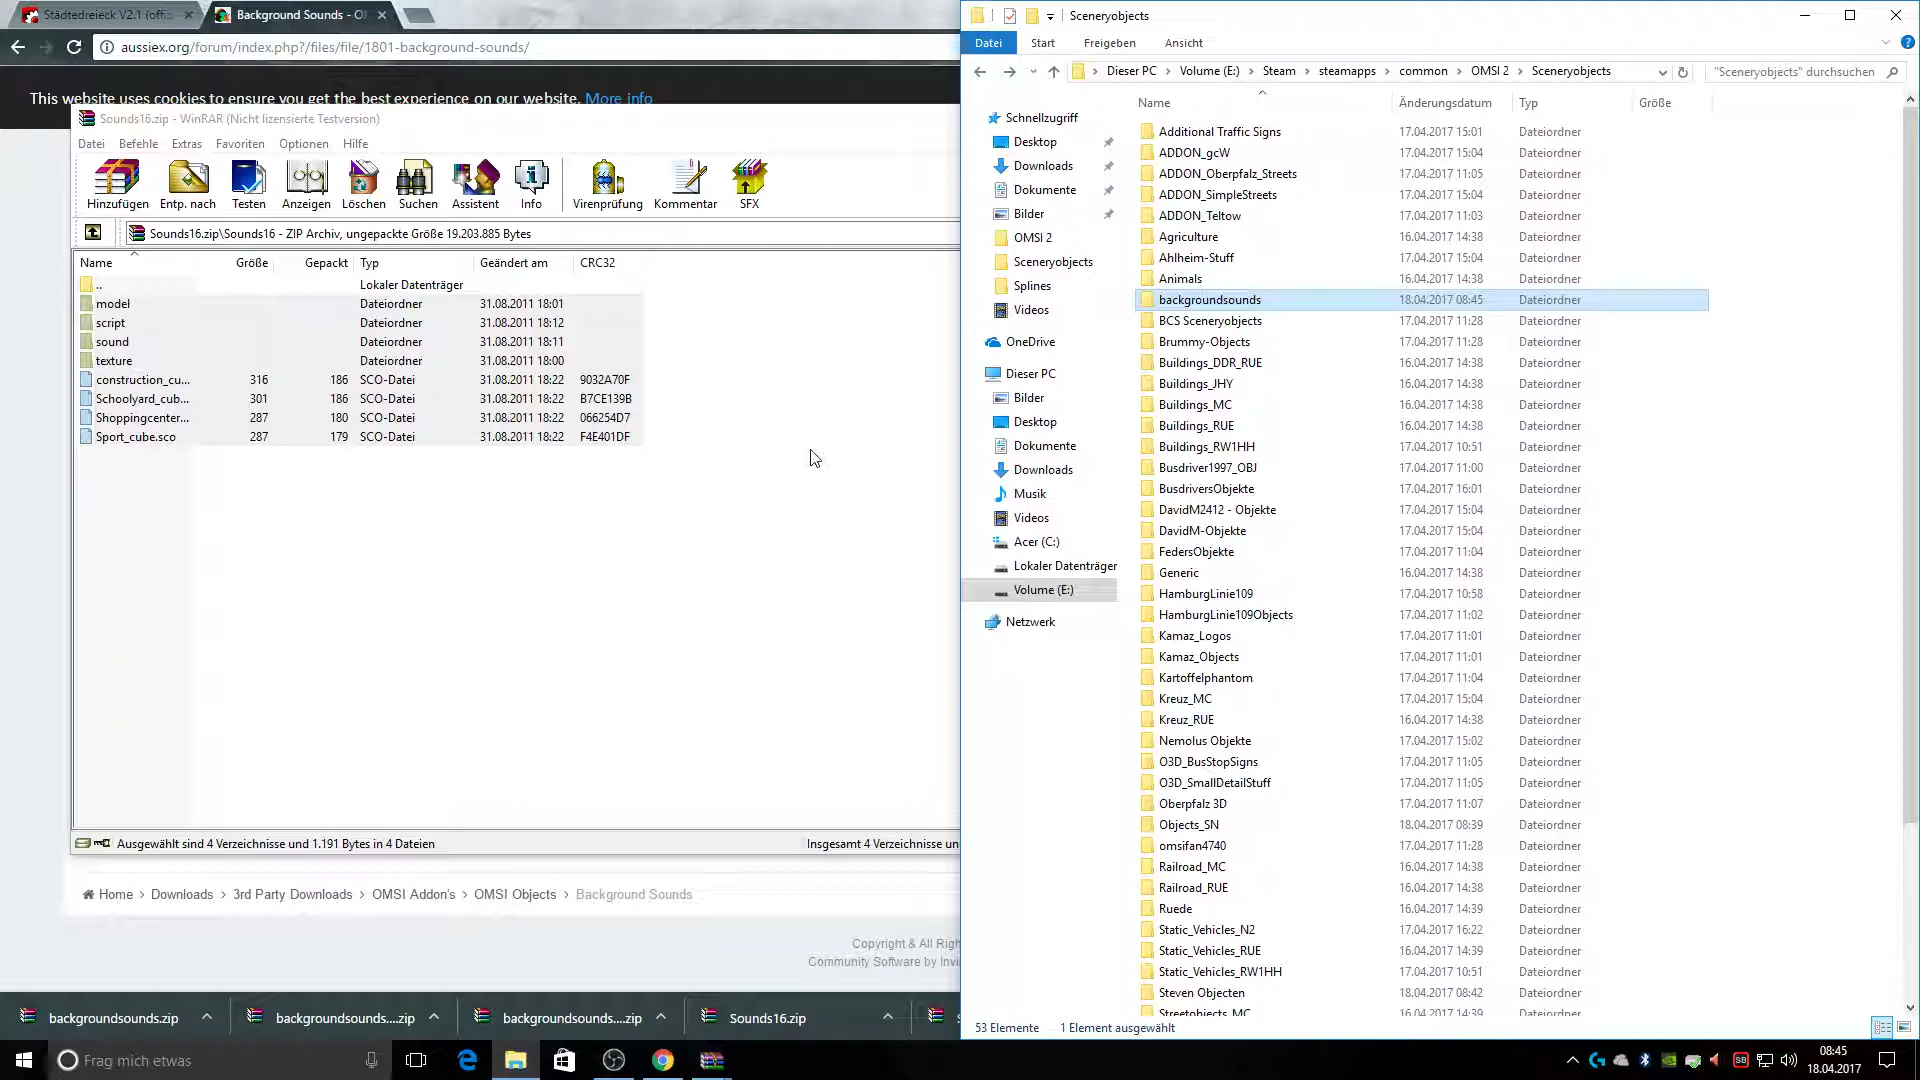 Städtedreieck V2.1 (offi
Background Sounds - O
aussiex.org/forum/index.php?/files/file/1801-background-sounds/
This website uses cookies to ensure you get the best experience on our website. More info
Sounds16.zip - WinRAR (Nicht lizensierte Testversion)
Datei Befehle Extras Favoriten Optionen Hilfe
Hinzufügen Entp. nach Testen Anzeigen Löschen Suchen Assistent Info Virenprüfung Kommentar SFX
Sounds16.zip\Sounds16 - ZIP Archiv, ungepackte Größe 19.203.885 Bytes
Name Größe Gepackt Typ Geändert am CRC32
.. Lokaler Datenträger
model Dateiordner 31.08.2011 18:01
script Dateiordner 31.08.2011 18:12
sound Dateiordner 31.08.2011 18:11
texture Dateiordner 31.08.2011 18:00
construction_cu... 316 186 SCO-Datei 31.08.2011 18:22 9032A70F
Schoolyard_cub... 301 186 SCO-Datei 31.08.2011 18:22 B7CE139B
Shoppingcenter... 287 180 SCO-Datei 31.08.2011 18:22 066254D7
Sport_cube.sco 287 179 SCO-Datei 31.08.2011 18:22 F4E401DF
Ausgewählt sind 4 Verzeichnisse und 1.191 Bytes in 4 Dateien
Insgesamt 4 Verzeichnisse un
Home > Downloads > 3rd Party Downloads > OMSI Addon's > OMSI Objects > Background Sounds
Copyright & All Righ
Community Software by Invi
backgroundsounds.zip
backgroundsounds....zip
backgroundsounds....zip
Sounds16.zip
Sceneryobjects
Datei Start Freigeben Ansicht
Dieser PC > Volume (E:) > Steam > steamapps > common > OMSI 2 > Sceneryobjects
"Sceneryobjects" durchsuchen
Schnellzugriff
Desktop
Downloads
Dokumente
Bilder
OMSI 2
Sceneryobjects
Splines
Videos
OneDrive
Dieser PC
Bilder
Desktop
Dokumente
Downloads
Musik
Videos
Acer (C:)
Lokaler Datenträger
Volume (E:)
Netzwerk
Name Änderungsdatum Typ Größe
Additional Traffic Signs 17.04.2017 15:01 Dateiordner
ADDON_gcW 17.04.2017 15:04 Dateiordner
ADDON_Oberpfalz_Streets 17.04.2017 11:05 Dateiordner
ADDON_SimpleStreets 17.04.2017 15:04 Dateiordner
ADDON_Teltow 17.04.2017 11:03 Dateiordner
Agriculture 16.04.2017 14:38 Dateiordner
Ahlheim-Stuff 17.04.2017 15:04 Dateiordner
Animals 16.04.2017 14:38 Dateiordner
backgroundsounds 18.04.2017 08:45 Dateiordner
BCS Sceneryobjects 17.04.2017 11:28 Dateiordner
Brummy-Objects 17.04.2017 11:28 Dateiordner
Buildings_DDR_RUE 16.04.2017 14:38 Dateiordner
Buildings_JHY 16.04.2017 14:38 Dateiordner
Buildings_MC 16.04.2017 14:38 Dateiordner
Buildings_RUE 16.04.2017 14:38 Dateiordner
Buildings_RW1HH 17.04.2017 10:51 Dateiordner
Busdriver1997_OBJ 17.04.2017 11:00 Dateiordner
BusdriversObjekte 17.04.2017 16:01 Dateiordner
DavidM2412 - Objekte 17.04.2017 15:04 Dateiordner
DavidM-Objekte 17.04.2017 15:04 Dateiordner
FedersObjekte 17.04.2017 11:04 Dateiordner
Generic 16.04.2017 14:38 Dateiordner
HamburgLinie109 17.04.2017 10:58 Dateiordner
HamburgLinie109Objects 17.04.2017 11:02 Dateiordner
Kamaz_Logos 17.04.2017 11:01 Dateiordner
Kamaz_Objects 17.04.2017 11:01 Dateiordner
Kartoffelphantom 17.04.2017 11:04 Dateiordner
Kreuz_MC 17.04.2017 15:04 Dateiordner
Kreuz_RUE 16.04.2017 14:38 Dateiordner
Nemolus Objekte 17.04.2017 15:02 Dateiordner
O3D_BusStopSigns 17.04.2017 11:05 Dateiordner
O3D_SmallDetailStuff 17.04.2017 11:05 Dateiordner
Oberpfalz 3D 17.04.2017 11:07 Dateiordner
Objects_SN 18.04.2017 08:39 Dateiordner
omsifan4740 17.04.2017 11:28 Dateiordner
Railroad_MC 16.04.2017 14:38 Dateiordner
Railroad_RUE 16.04.2017 14:38 Dateiordner
Ruede 16.04.2017 14:39 Dateiordner
Static_Vehicles_N2 17.04.2017 16:22 Dateiordner
Static_Vehicles_RUE 16.04.2017 14:39 Dateiordner
Static_Vehicles_RW1HH 17.04.2017 10:51 Dateiordner
Steven Objecten 18.04.2017 08:42 Dateiordner
Streetobjects_MC 16.04.2017 14:39 Dateiordner
53 Elemente 1 Element ausgewählt
Frag mich etwas
08:45
18.04.2017